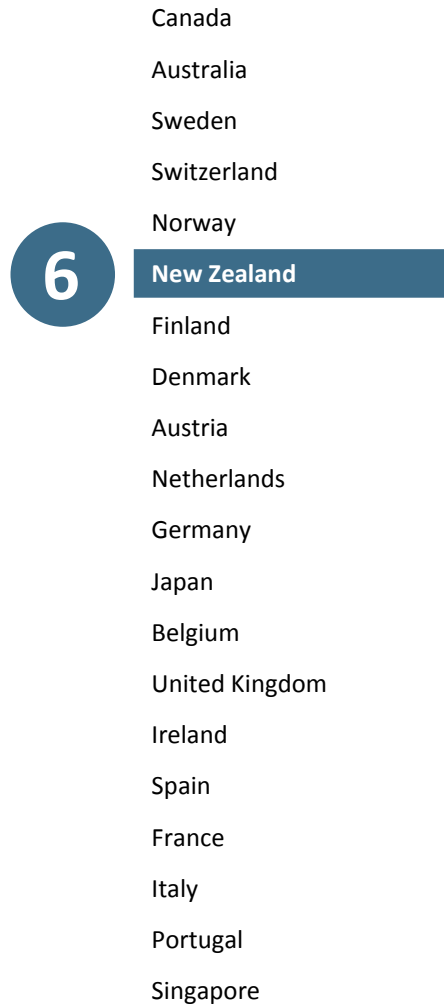 Canada
Australia
Sweden
Switzerland
Norway
6 New Zealand
Finland
Denmark
Austria
Netherlands
Germany
Japan
Belgium
United Kingdom
Ireland
Spain
France
Italy
Portugal
Singapore